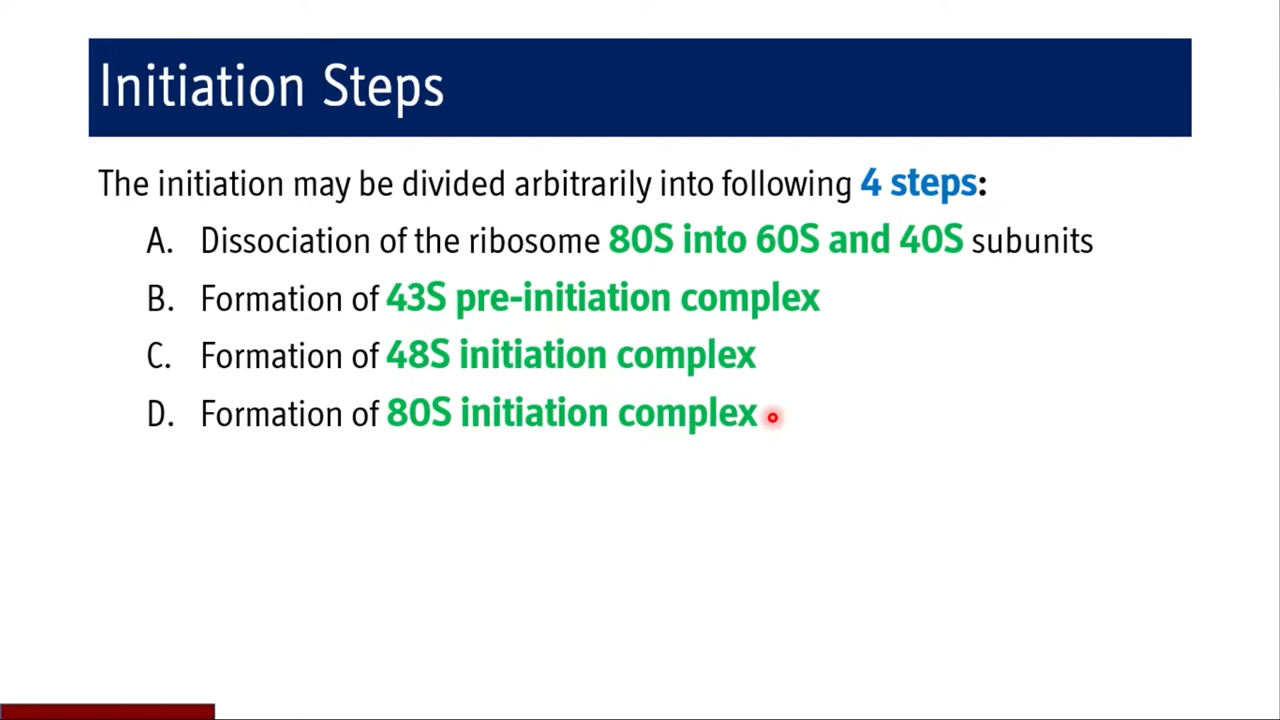 Initiation Steps
The initiation may be divided arbitrarily into following 4 steps:
A. Dissociation of the ribosome 80S into 60S and 40S subunits
B. Formation of 43S pre-initiation complex
C. Formation of 48S initiation complex
D. Formation of 80S initiation complex